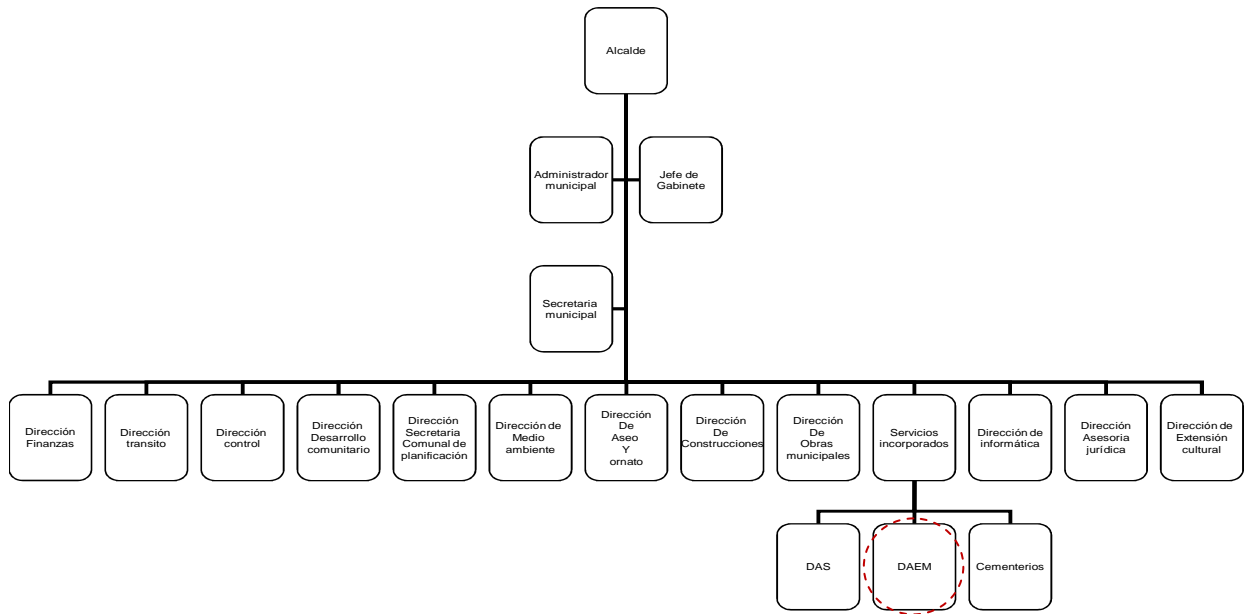 Alcalde
Administrador
municipal
Jefe de
Gabinete
Secretaria
municipal
Dirección
Finanzas
Dirección
transito
Dirección
control
Dirección
Desarrollo
comunitario
Dirección
Secretaria
Comunal de
planificación
Dirección de
Medio
ambiente
Dirección
De
Aseo
Y
ornato
Dirección
De
Construcciones
Dirección
De
Obras
municipales
Servicios
incorporados
Dirección de
informática
Dirección
Asesoria
jurídica
Dirección de
Extensión
cultural
DAS
DAEM
Cementerios